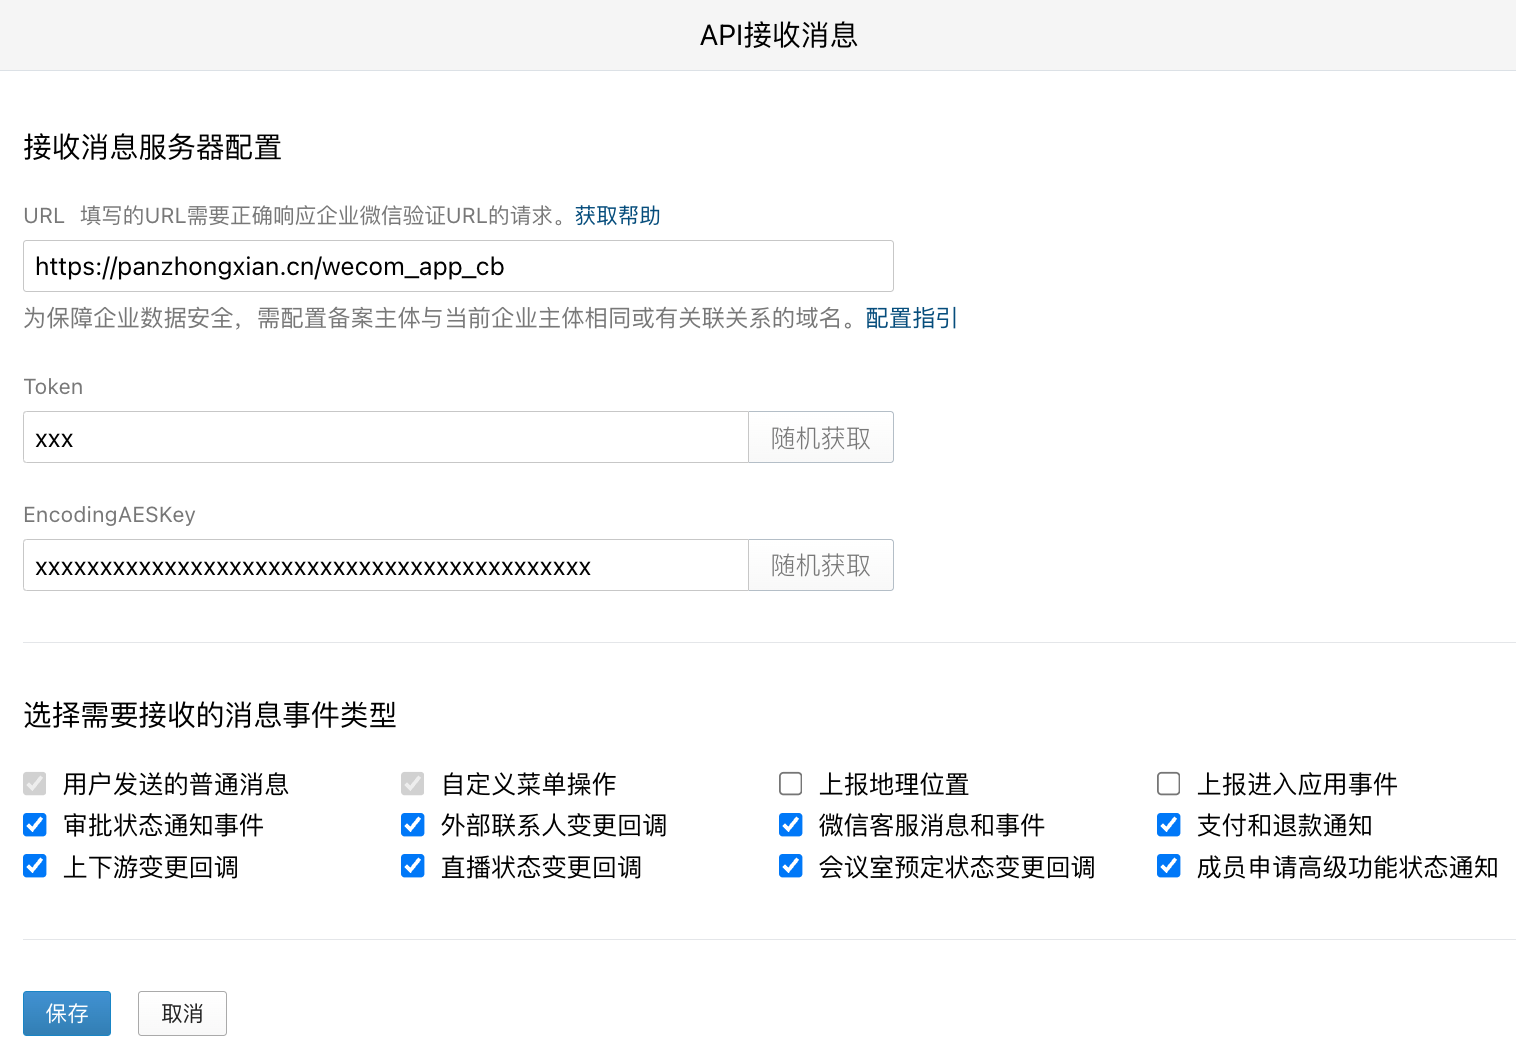 API接收消息
接收消息服务器配置
URL 填写的URL需要正确响应企业微信验证URL的请求。获取帮助
https://panzhongxian.cn/wecom_app_cb
为保障企业数据安全，需配置备案主体与当前企业主体相同或有关联关系的域名。配置指引
Token
xxx 随机获取
EncodingAESKey
xxxxxxxxxxxxxxxxxxxxxxxxxxxxxxxxxxxxxxxxxxx 随机获取
选择需要接收的消息事件类型
用户发送的普通消息 自定义菜单操作 上报地理位置 上报进入应用事件
审批状态通知事件 外部联系人变更回调 微信客服消息和事件 支付和退款通知
上下游变更回调 直播状态变更回调 会议室预定状态变更回调 成员申请高级功能状态通知
保存 取消